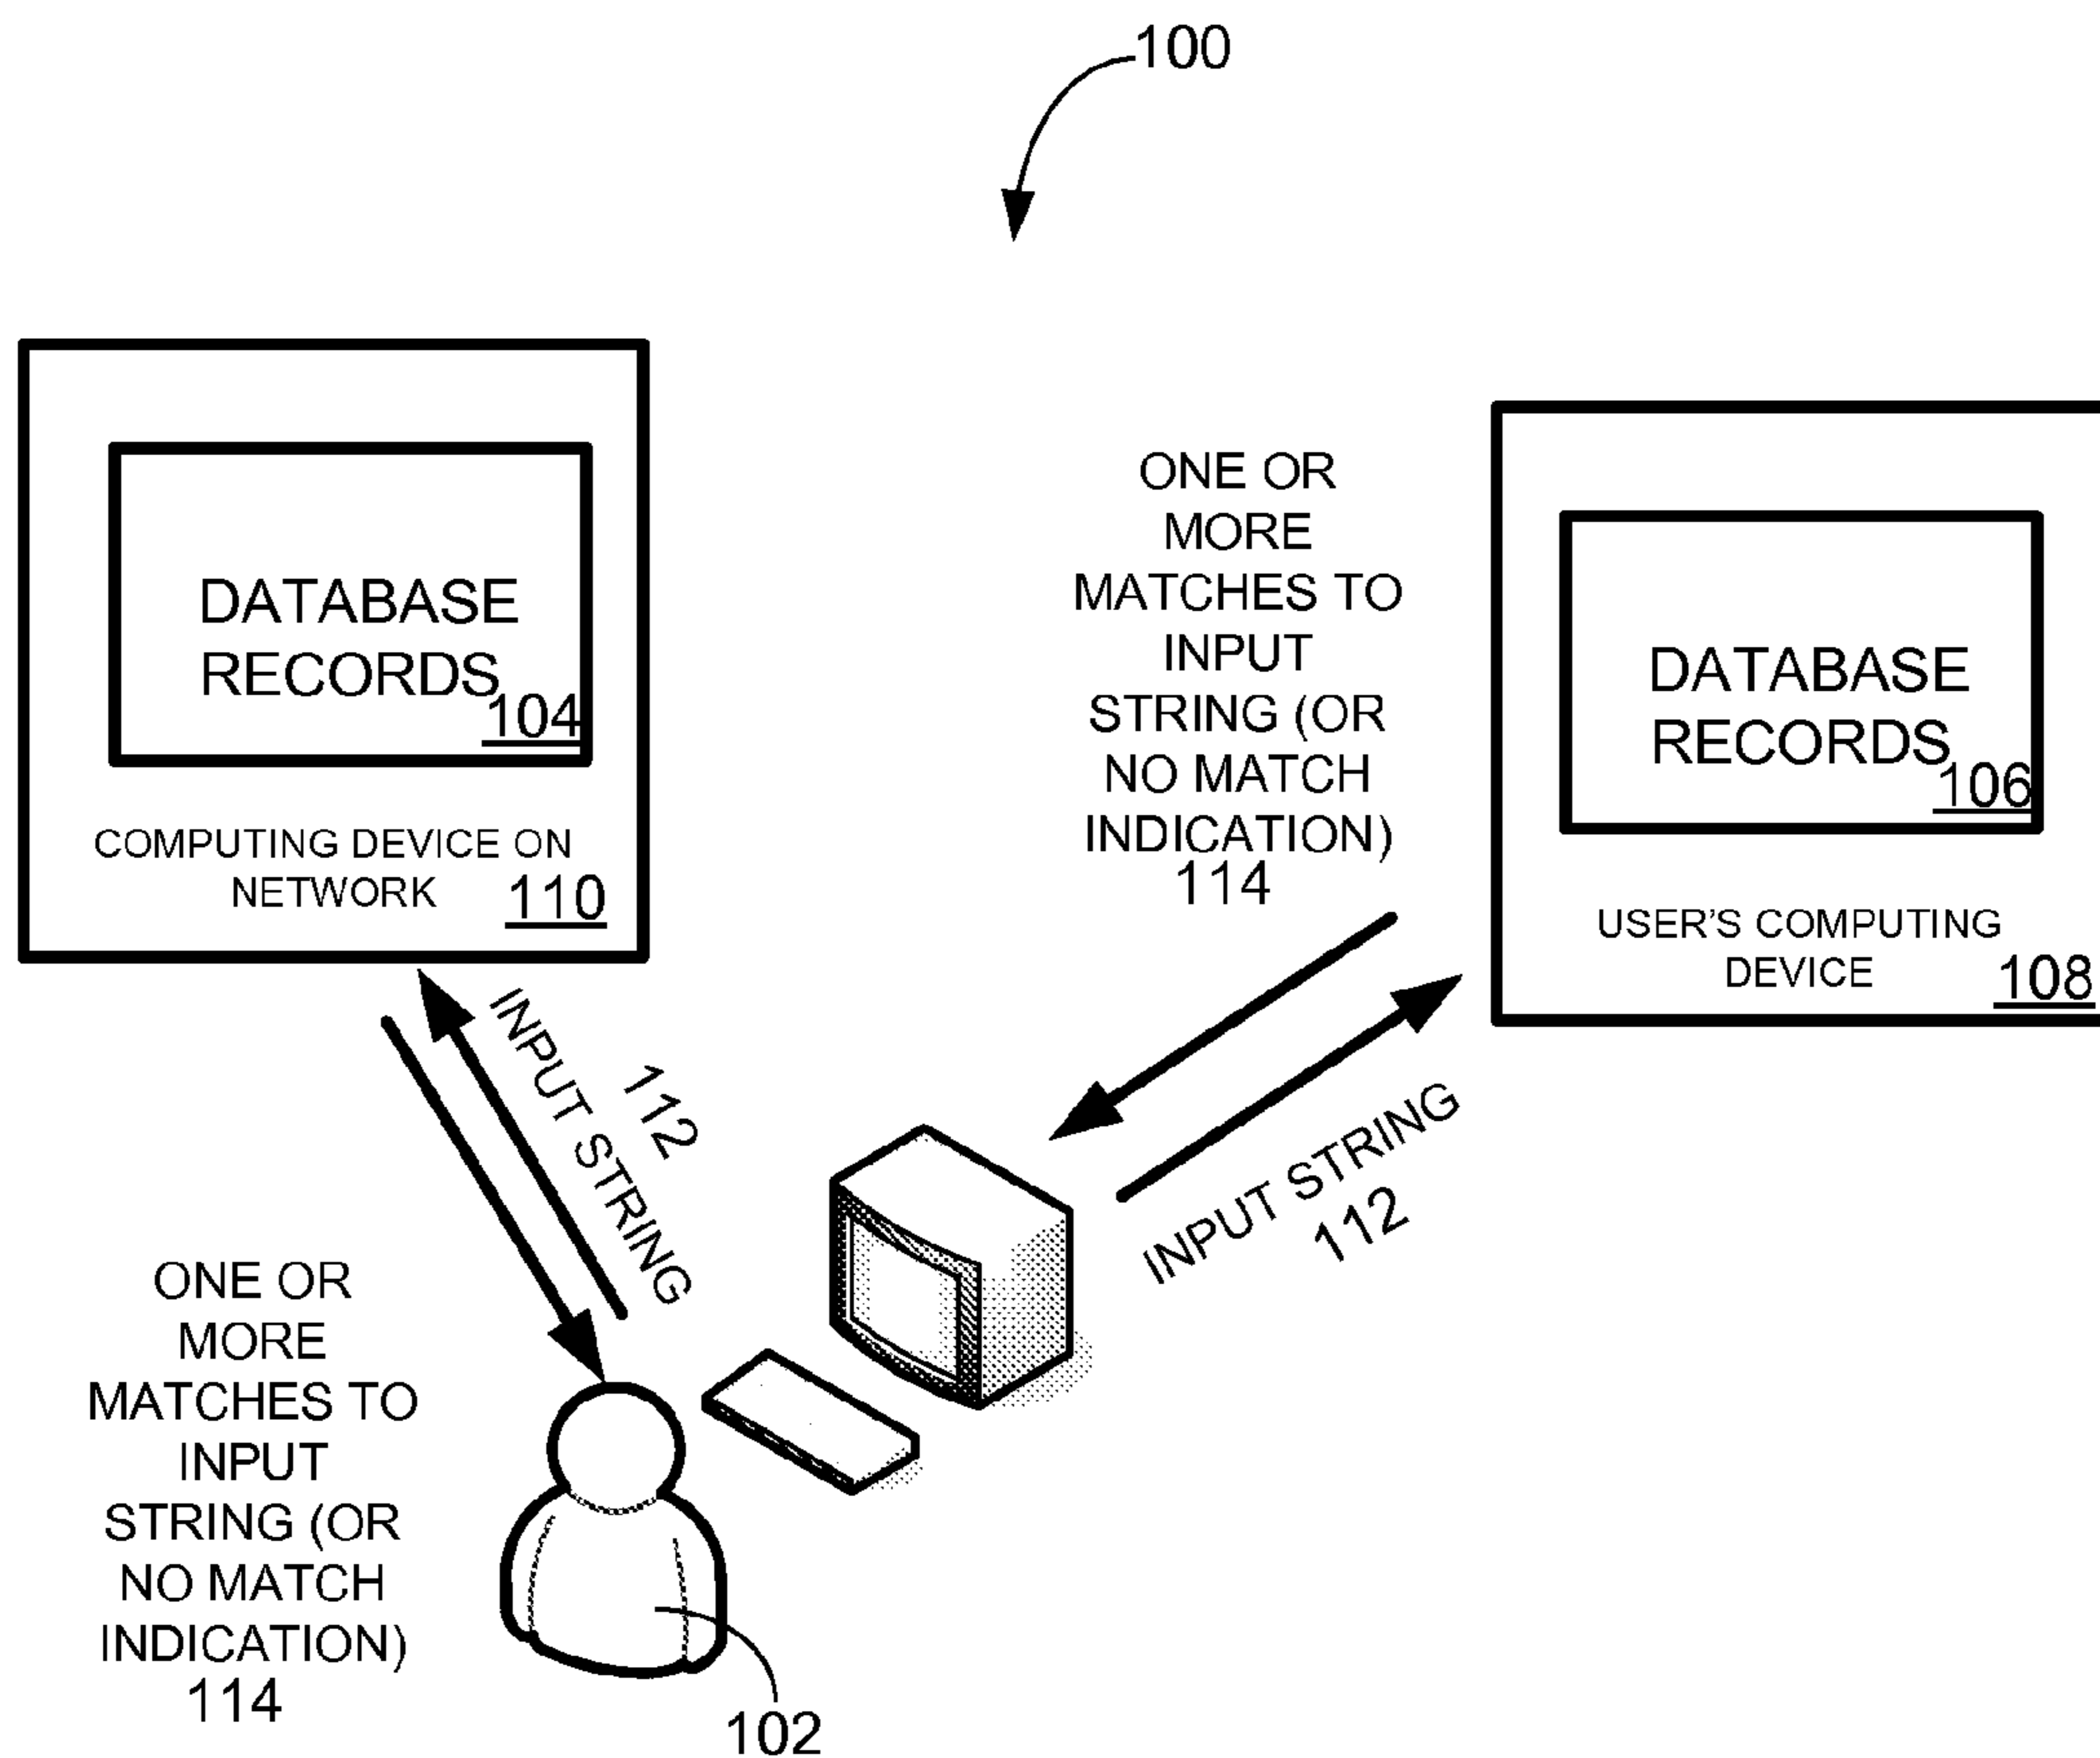 100
DATABASE
RECORDS
104
COMPUTING DEVICE ON
NETWORK
110
ONE OR
MORE
MATCHES TO
INPUT
STRING (OR
NO MATCH
INDICATION)
114
DATABASE
RECORDS
106
USER'S COMPUTING
DEVICE
108
INPUT STRING
112
INPUT STRING
112
ONE OR
MORE
MATCHES TO
INPUT
STRING (OR
NO MATCH
INDICATION)
114
102